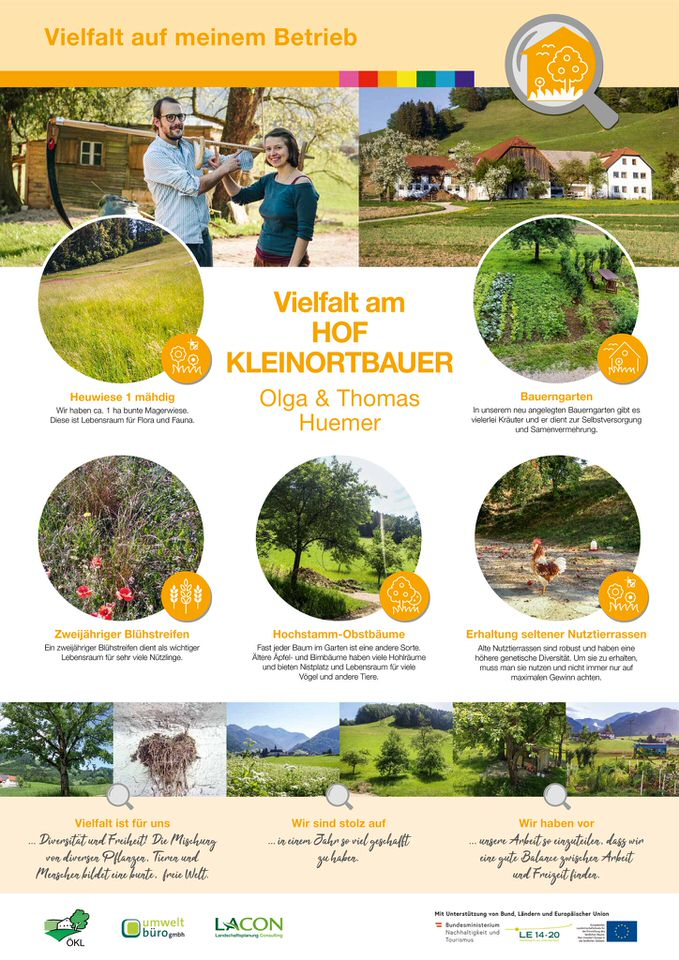 Vielfalt auf meinem Betrieb
Vielfalt am
HOF
KLEINORTBAUER
Olga & Thomas
Huemer
Heuwiese 1 mähdig
Wir haben ca. 1 ha bunte Magerwiese.
Diese ist Lebensraum für Flora und Fauna.
Bauerngarten
In unserem neu angelegten Bauerngarten gibt es
vielerlei Kräuter und er dient zur Selbstversorgung
und Samenvermehrung.
Zweijähriger Blühstreifen
Ein zweijähriger Blühstreifen dient als wichtiger
Lebensraum für sehr viele Nützlinge.
Hochstamm-Obstbäume
Fast jeder Baum im Garten ist eine andere Sorte.
Ältere Äpfel- und Birnbäume haben viele Hohlräume
und bieten Nistplatz und Lebensraum für viele
Vögel und andere Tiere.
Erhaltung seltener Nutztierrassen
Alte Nutztierrassen sind robust und haben eine
höhere genetische Diversität. Um sie zu erhalten,
muss man sie nutzen und nicht immer nur auf
maximalen Gewinn achten.
Vielfalt ist für uns
... Diversität und Freiheit! Die Mischung
von diversen Pflanzen, Tieren und
Menschen bildet eine bunte, freie Welt.
Wir sind stolz auf
... in einem Jahr so viel geschafft
zu haben.
Wir haben vor
... unsere Arbeit so einzuteilen, dass wir
eine gute Balance zwischen Arbeit
und Freizeit finden.
ÖKL
umwelt
büro gmbh
LACON
Landschaftsplanung Consulting
Mit Unterstützung von Bund, Ländern und Europäischer Union
Bundesministerium
Nachhaltigkeit und
Tourismus
LE 14-20